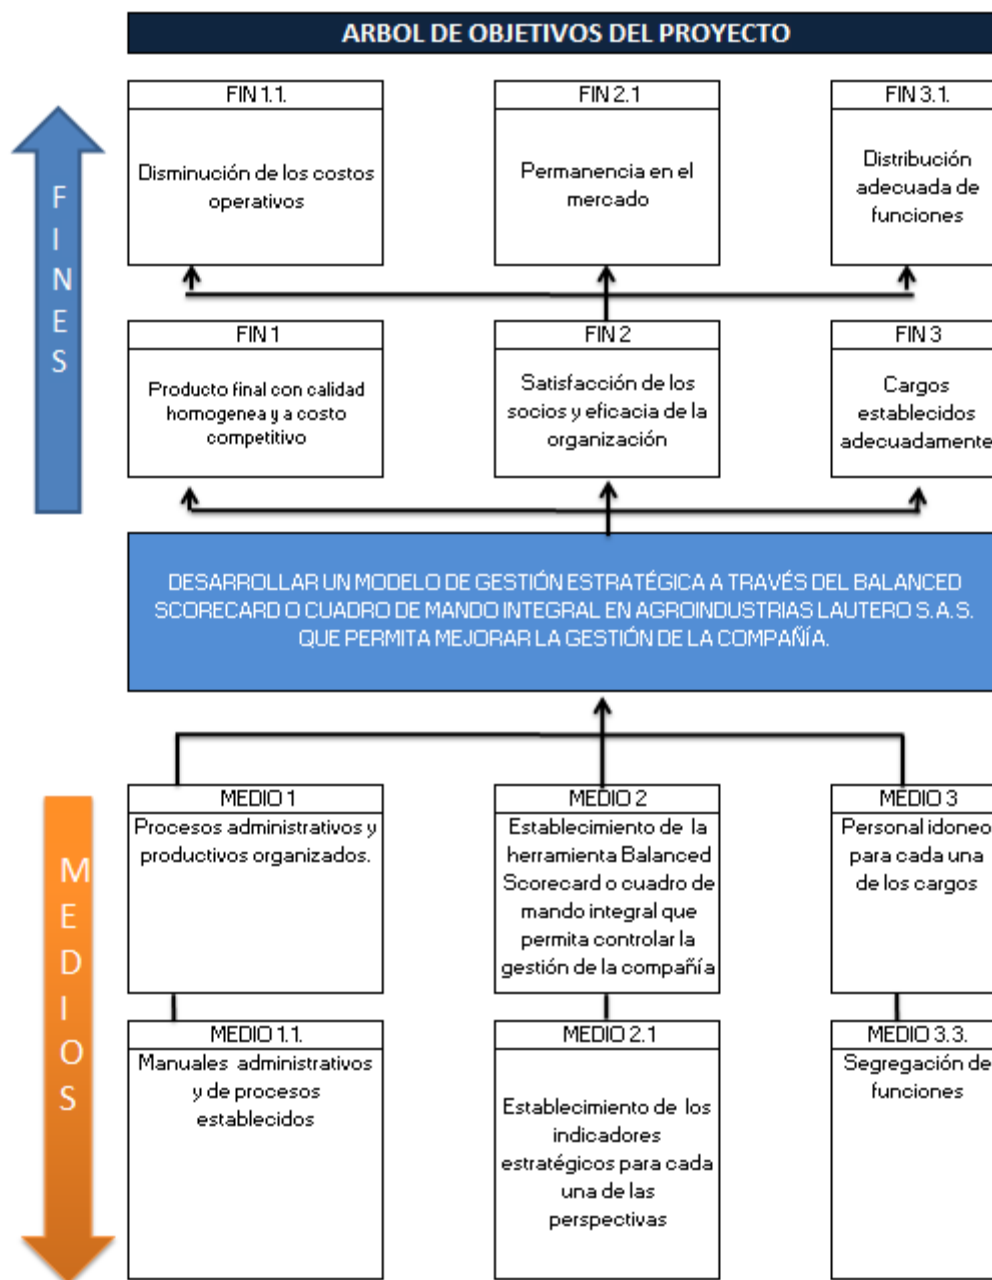 ARBOL DE OBJETIVOS DEL PROYECTO
FINES
FIN 1.1.
Disminución de los costos
operativos
FIN 2.1
Permanencia en el
mercado
FIN 3.1.
Distribución
adecuada de
funciones
FIN 1
Producto final con calidad
homogenea y a costo
competitivo
FIN 2
Satisfacción de los
socios y eficacia de la
organización
FIN 3
Cargos
establecidos
adecuadamente
DESARROLLAR UN MODELO DE GESTIÓN ESTRATÉGICA A TRAVÉS DEL BALANCED
SCORECARD O CUADRO DE MANDO INTEGRAL EN AGROINDUSTRIAS LAUTERO S.A.S.
QUE PERMITA MEJORAR LA GESTIÓN DE LA COMPAÑÍA.
MEDIOS
MEDIO 1
Procesos administrativos y
productivos organizados.
MEDIO 2
Establecimiento de la
herramienta Balanced
Scorecard o cuadro de
mando integral que
permita controlar la
gestión de la compañía
MEDIO 3
Personal idoneo
para cada una
de los cargos
MEDIO 1.1.
Manuales administrativos
y de procesos
establecidos
MEDIO 2.1
Establecimiento de los
indicadores
estratégicos para cada
una de las
perspectivas
MEDIO 3.3.
Segregación de
funciones